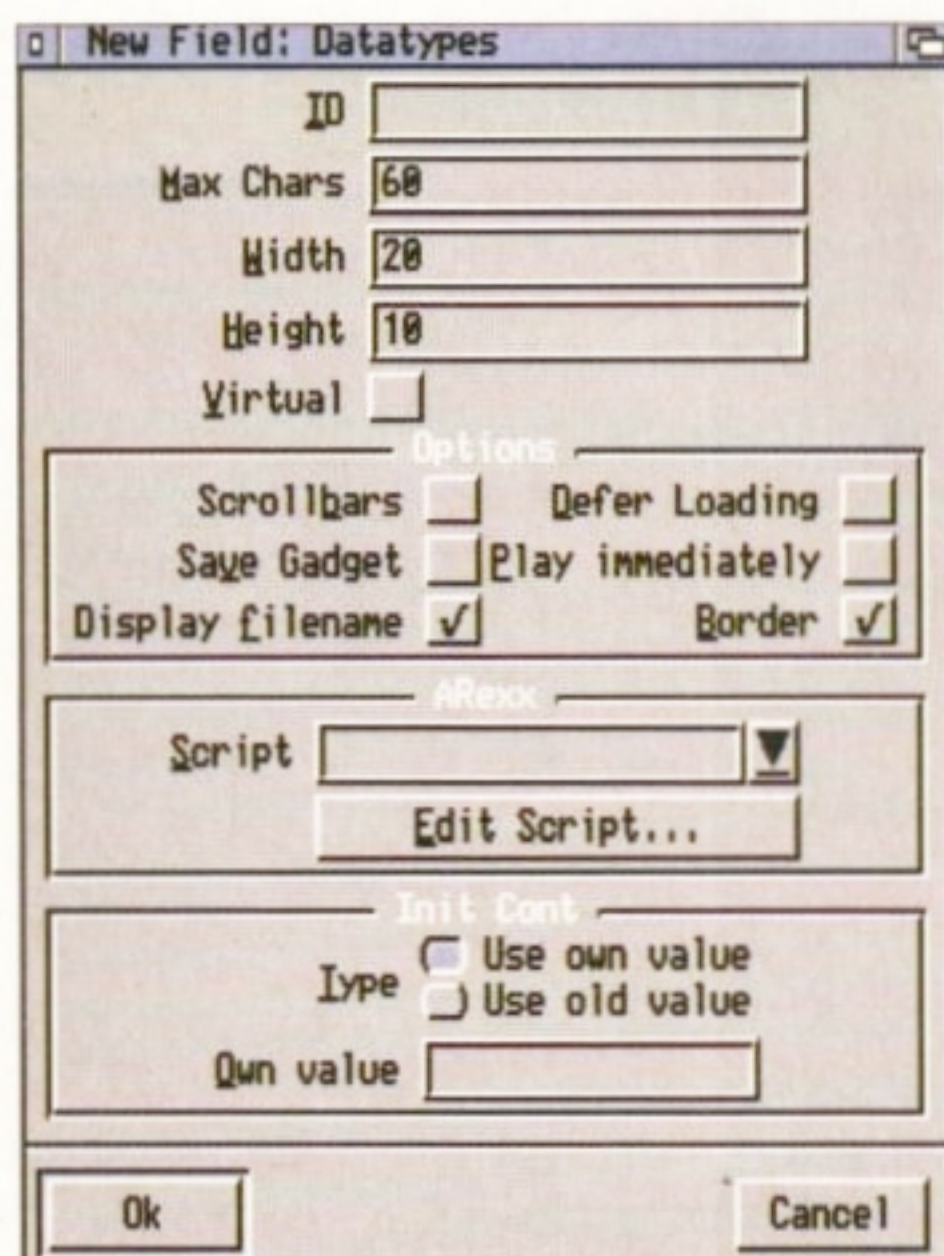 New Field: Datatypes
ID
Max Chars 60
Width 20
Height 10
Virtual
Options
Scrollbars Defer Loading
Save Gadget Play immediately
Display filename √ Border √
ARexx
Script
Edit Script...
Init Cont
Type Use own value
Use old value
Own value
Ok Cancel